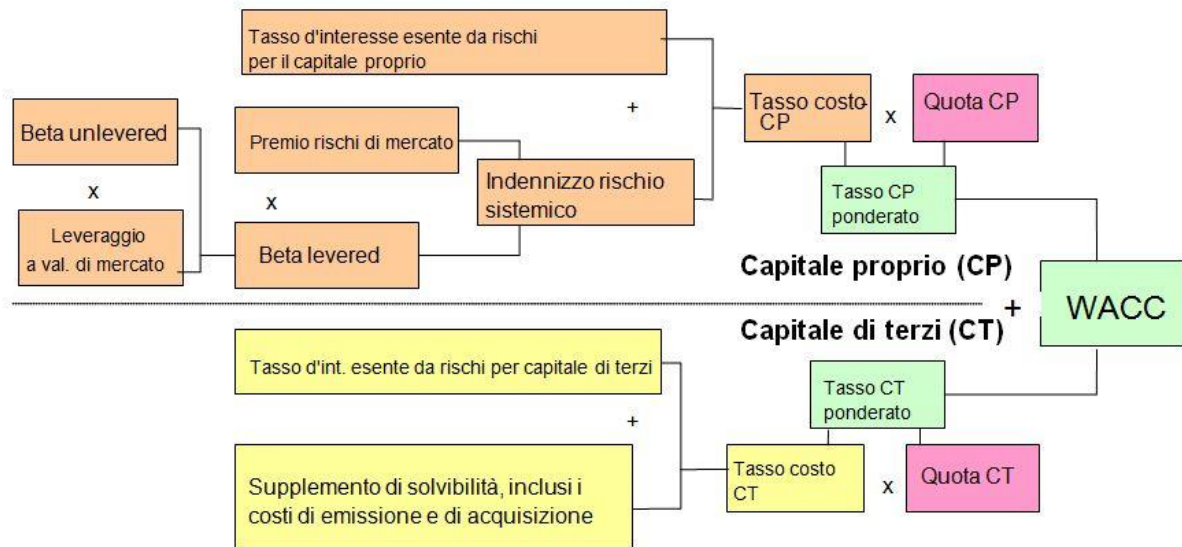 Tasso d'interesse esente da rischi
per il capitale proprio
+
Tasso costo-
CP
x
Quota CP
Beta unlevered
Premio rischi di mercato
x
x
Indennizzo rischio
sistemico
Tasso CP
ponderato
Leveraggio
a val. di mercato
Beta levered
Capitale proprio (CP)
+
WACC
Capitale di terzi (CT)
Tasso d'int. esente da rischi per capitale di terzi
Tasso CT
ponderato
+
Supplemento di solvibilità, inclusi i
costi di emissione e di acquisizione
Tasso costo
CT
x
Quota CT